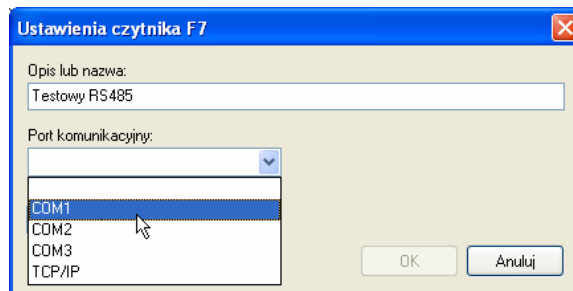 Ustawienia czytnika F7
Opis lub nazwa:
Testowy RS485
Port komunikacyjny:
COM1
COM2
COM3
TCP/IP
OK Anuluj